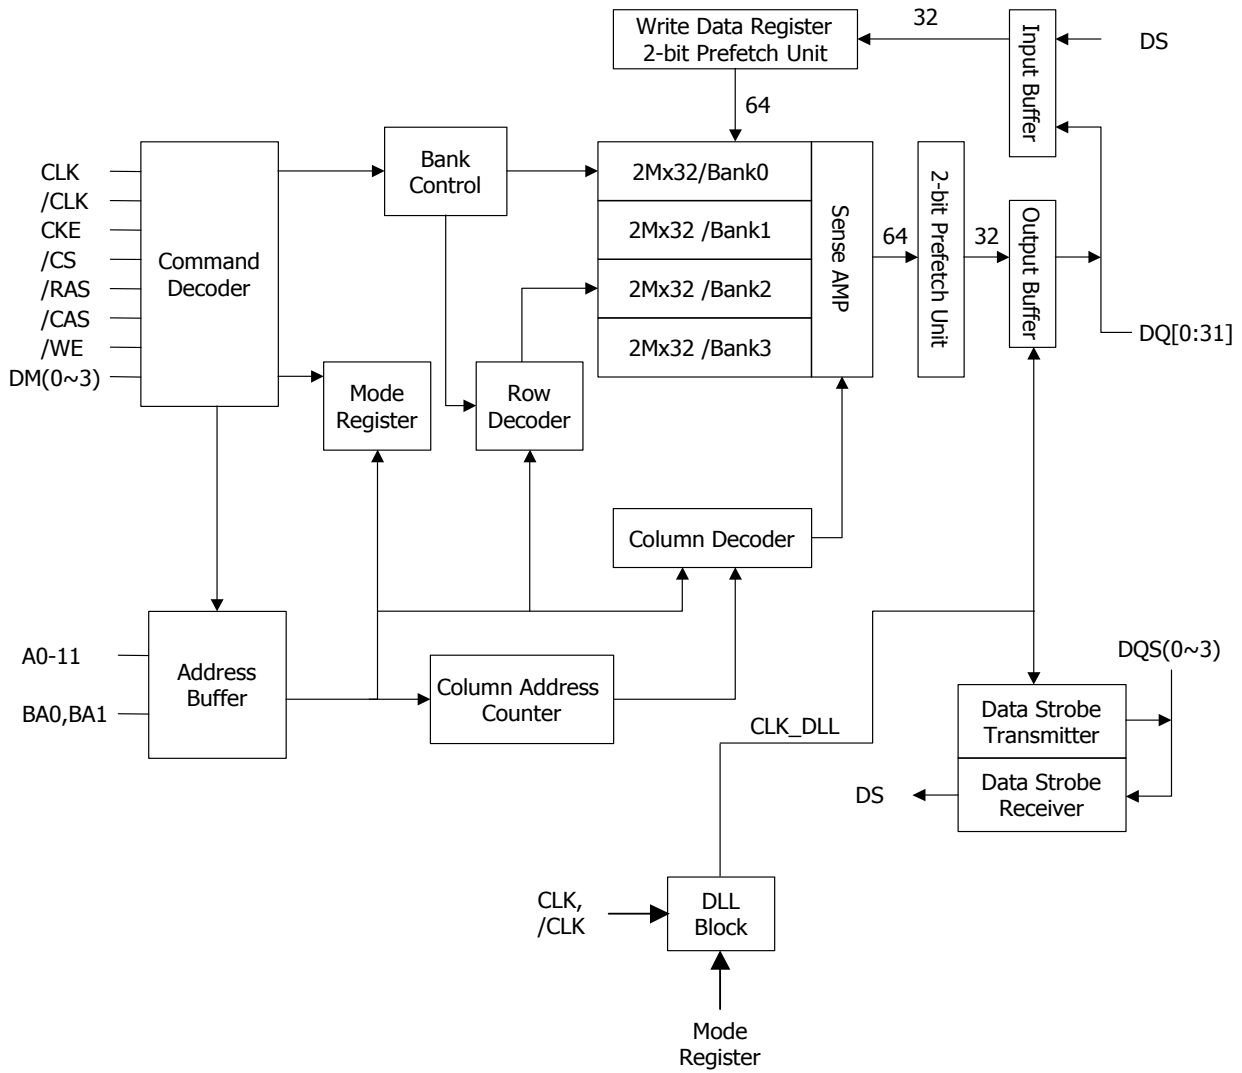 Write Data Register
2-bit Prefetch Unit
32
Input Buffer
DS
64
CLK
/CLK
CKE
/CS
/RAS
/CAS
/WE
DM(0~3)
Command
Decoder
Bank
Control
2Mx32/Bank0
2Mx32 /Bank1
2Mx32 /Bank2
2Mx32 /Bank3
Sense AMP
64
2-bit Prefetch Unit
32
Output Buffer
DQ[0:31]
Mode
Register
Row
Decoder
Column Decoder
A0-11
BA0,BA1
Address
Buffer
Column Address
Counter
CLK_DLL
DQS(0~3)
Data Strobe
Transmitter
Data Strobe
Receiver
DS
CLK,
/CLK
DLL
Block
Mode
Register